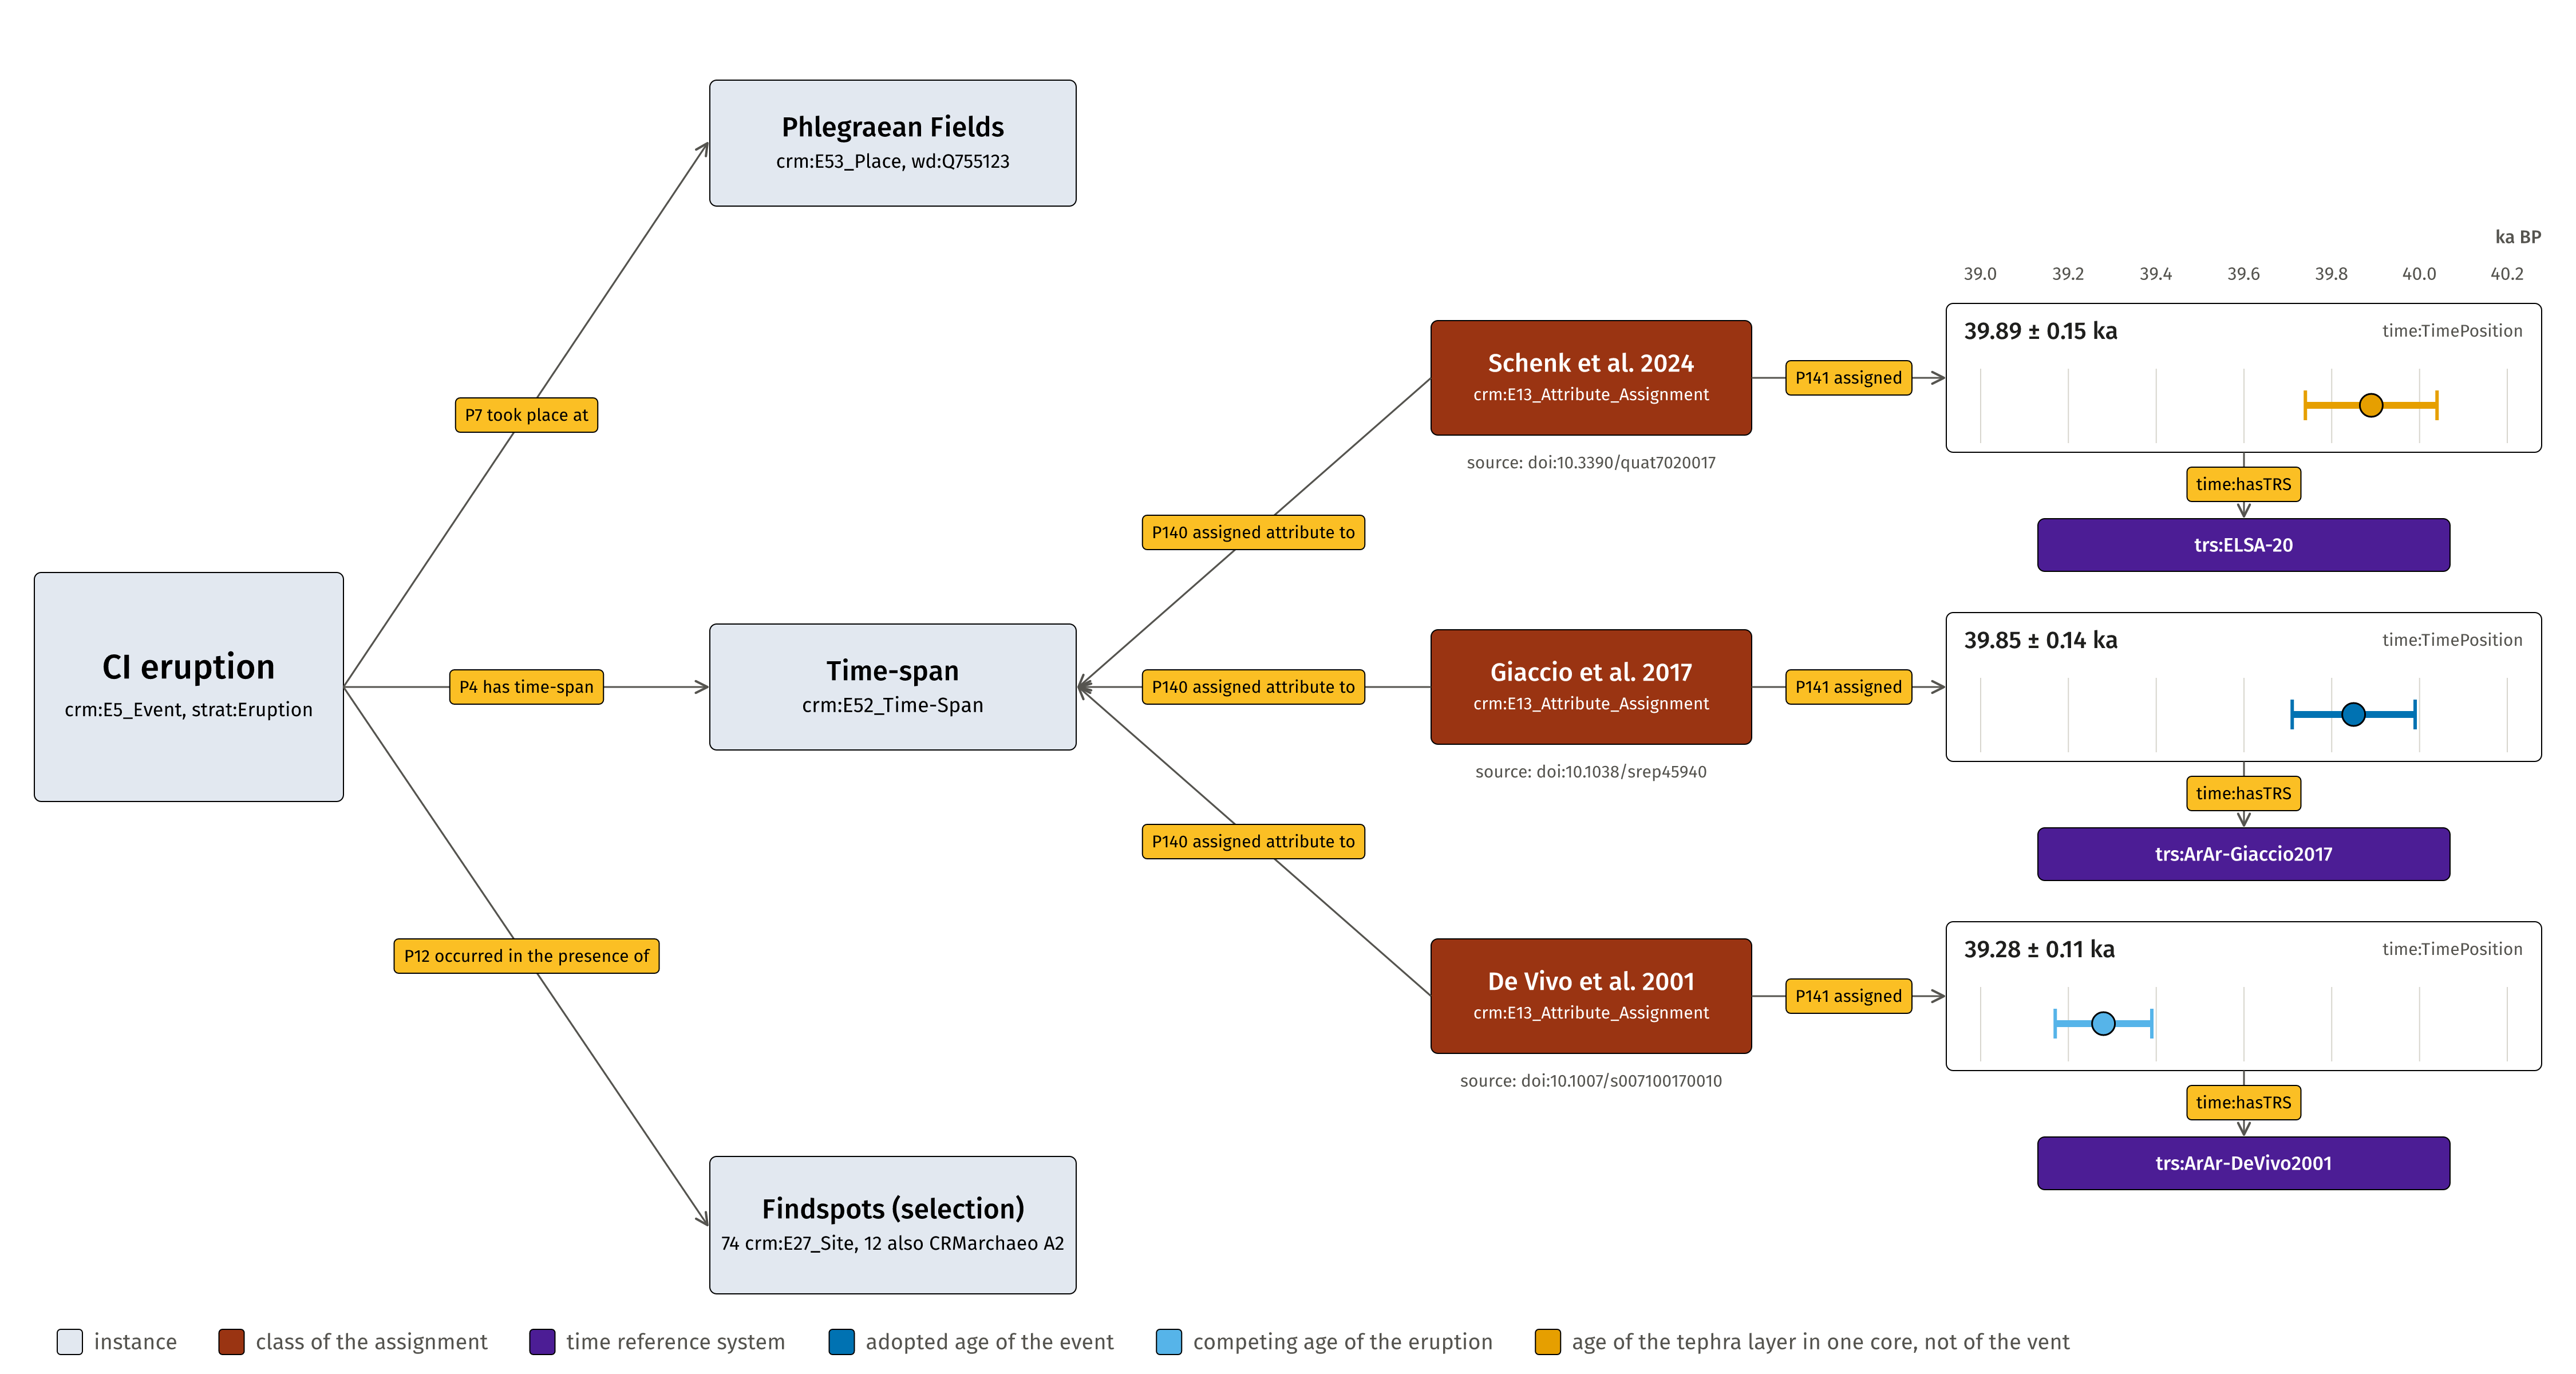 Phlegraean Fields
crm:E53_Place, wd:Q755123
ka BP
39.0 39.2 39.4 39.6 39.8 40.0 40.2
Schenk et al. 2024
crm:E13_Attribute_Assignment
source: doi:10.3390/quat7020017
P141 assigned
39.89 ± 0.15 ka
time:TimePosition
time:hasTRS
trs:ELSA-20
P7 took place at
P140 assigned attribute to
CI eruption
crm:E5_Event, strat:Eruption
P4 has time-span
Time-span
crm:E52_Time-Span
P140 assigned attribute to
Giaccio et al. 2017
crm:E13_Attribute_Assignment
source: doi:10.1038/srep45940
P141 assigned
39.85 ± 0.14 ka
time:TimePosition
time:hasTRS
trs:ArAr-Giaccio2017
P140 assigned attribute to
P12 occurred in the presence of
De Vivo et al. 2001
crm:E13_Attribute_Assignment
source: doi:10.1007/s007100170010
P141 assigned
39.28 ± 0.11 ka
time:TimePosition
time:hasTRS
trs:ArAr-DeVivo2001
Findspots (selection)
74 crm:E27_Site, 12 also CRMarchaeo A2
instance
class of the assignment
time reference system
adopted age of the event
competing age of the eruption
age of the tephra layer in one core, not of the vent